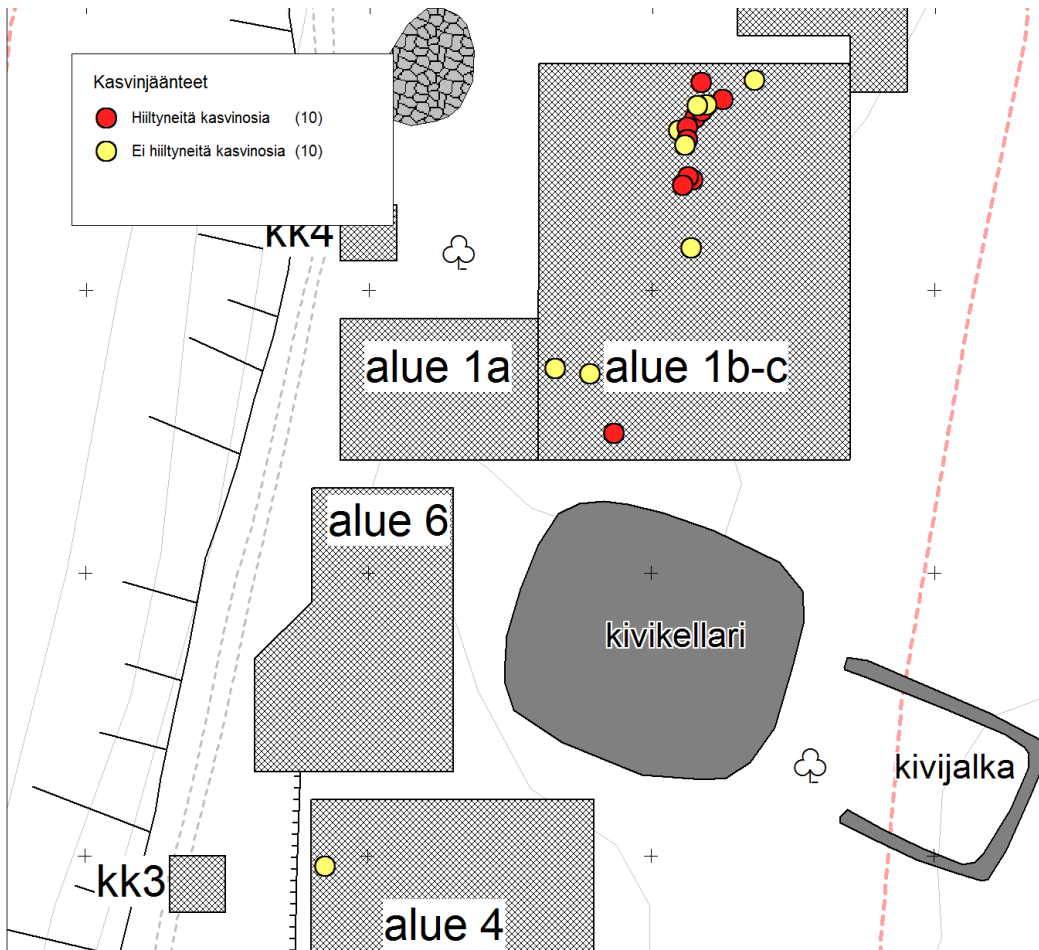 Kasvinjäänteet
Hiiltyneitä kasvinosia (10)
Ei hiiltyneitä kasvinosia (10)
kk4
alue 1a
alue 1b-c
alue 6
kivikellari
kivijalka
kk3
alue 4